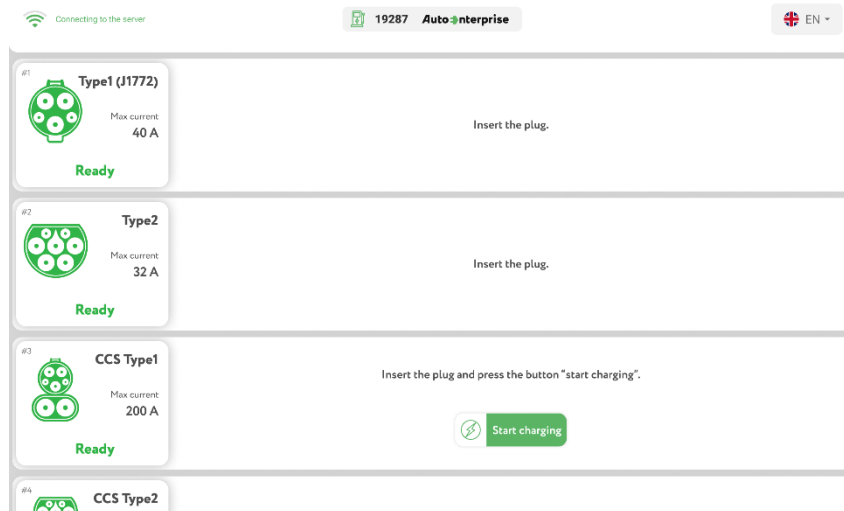 Connecting to the server
19287 Auto nterprise
EN
#1
Type1 (J1772)
Max current
40 A
Ready
Insert the plug.
#2
Type2
Max current
32 A
Ready
Insert the plug.
#3
CCS Type1
Max current
200 A
Ready
Insert the plug and press the button "start charging".
Start charging
#4
CCS Type2